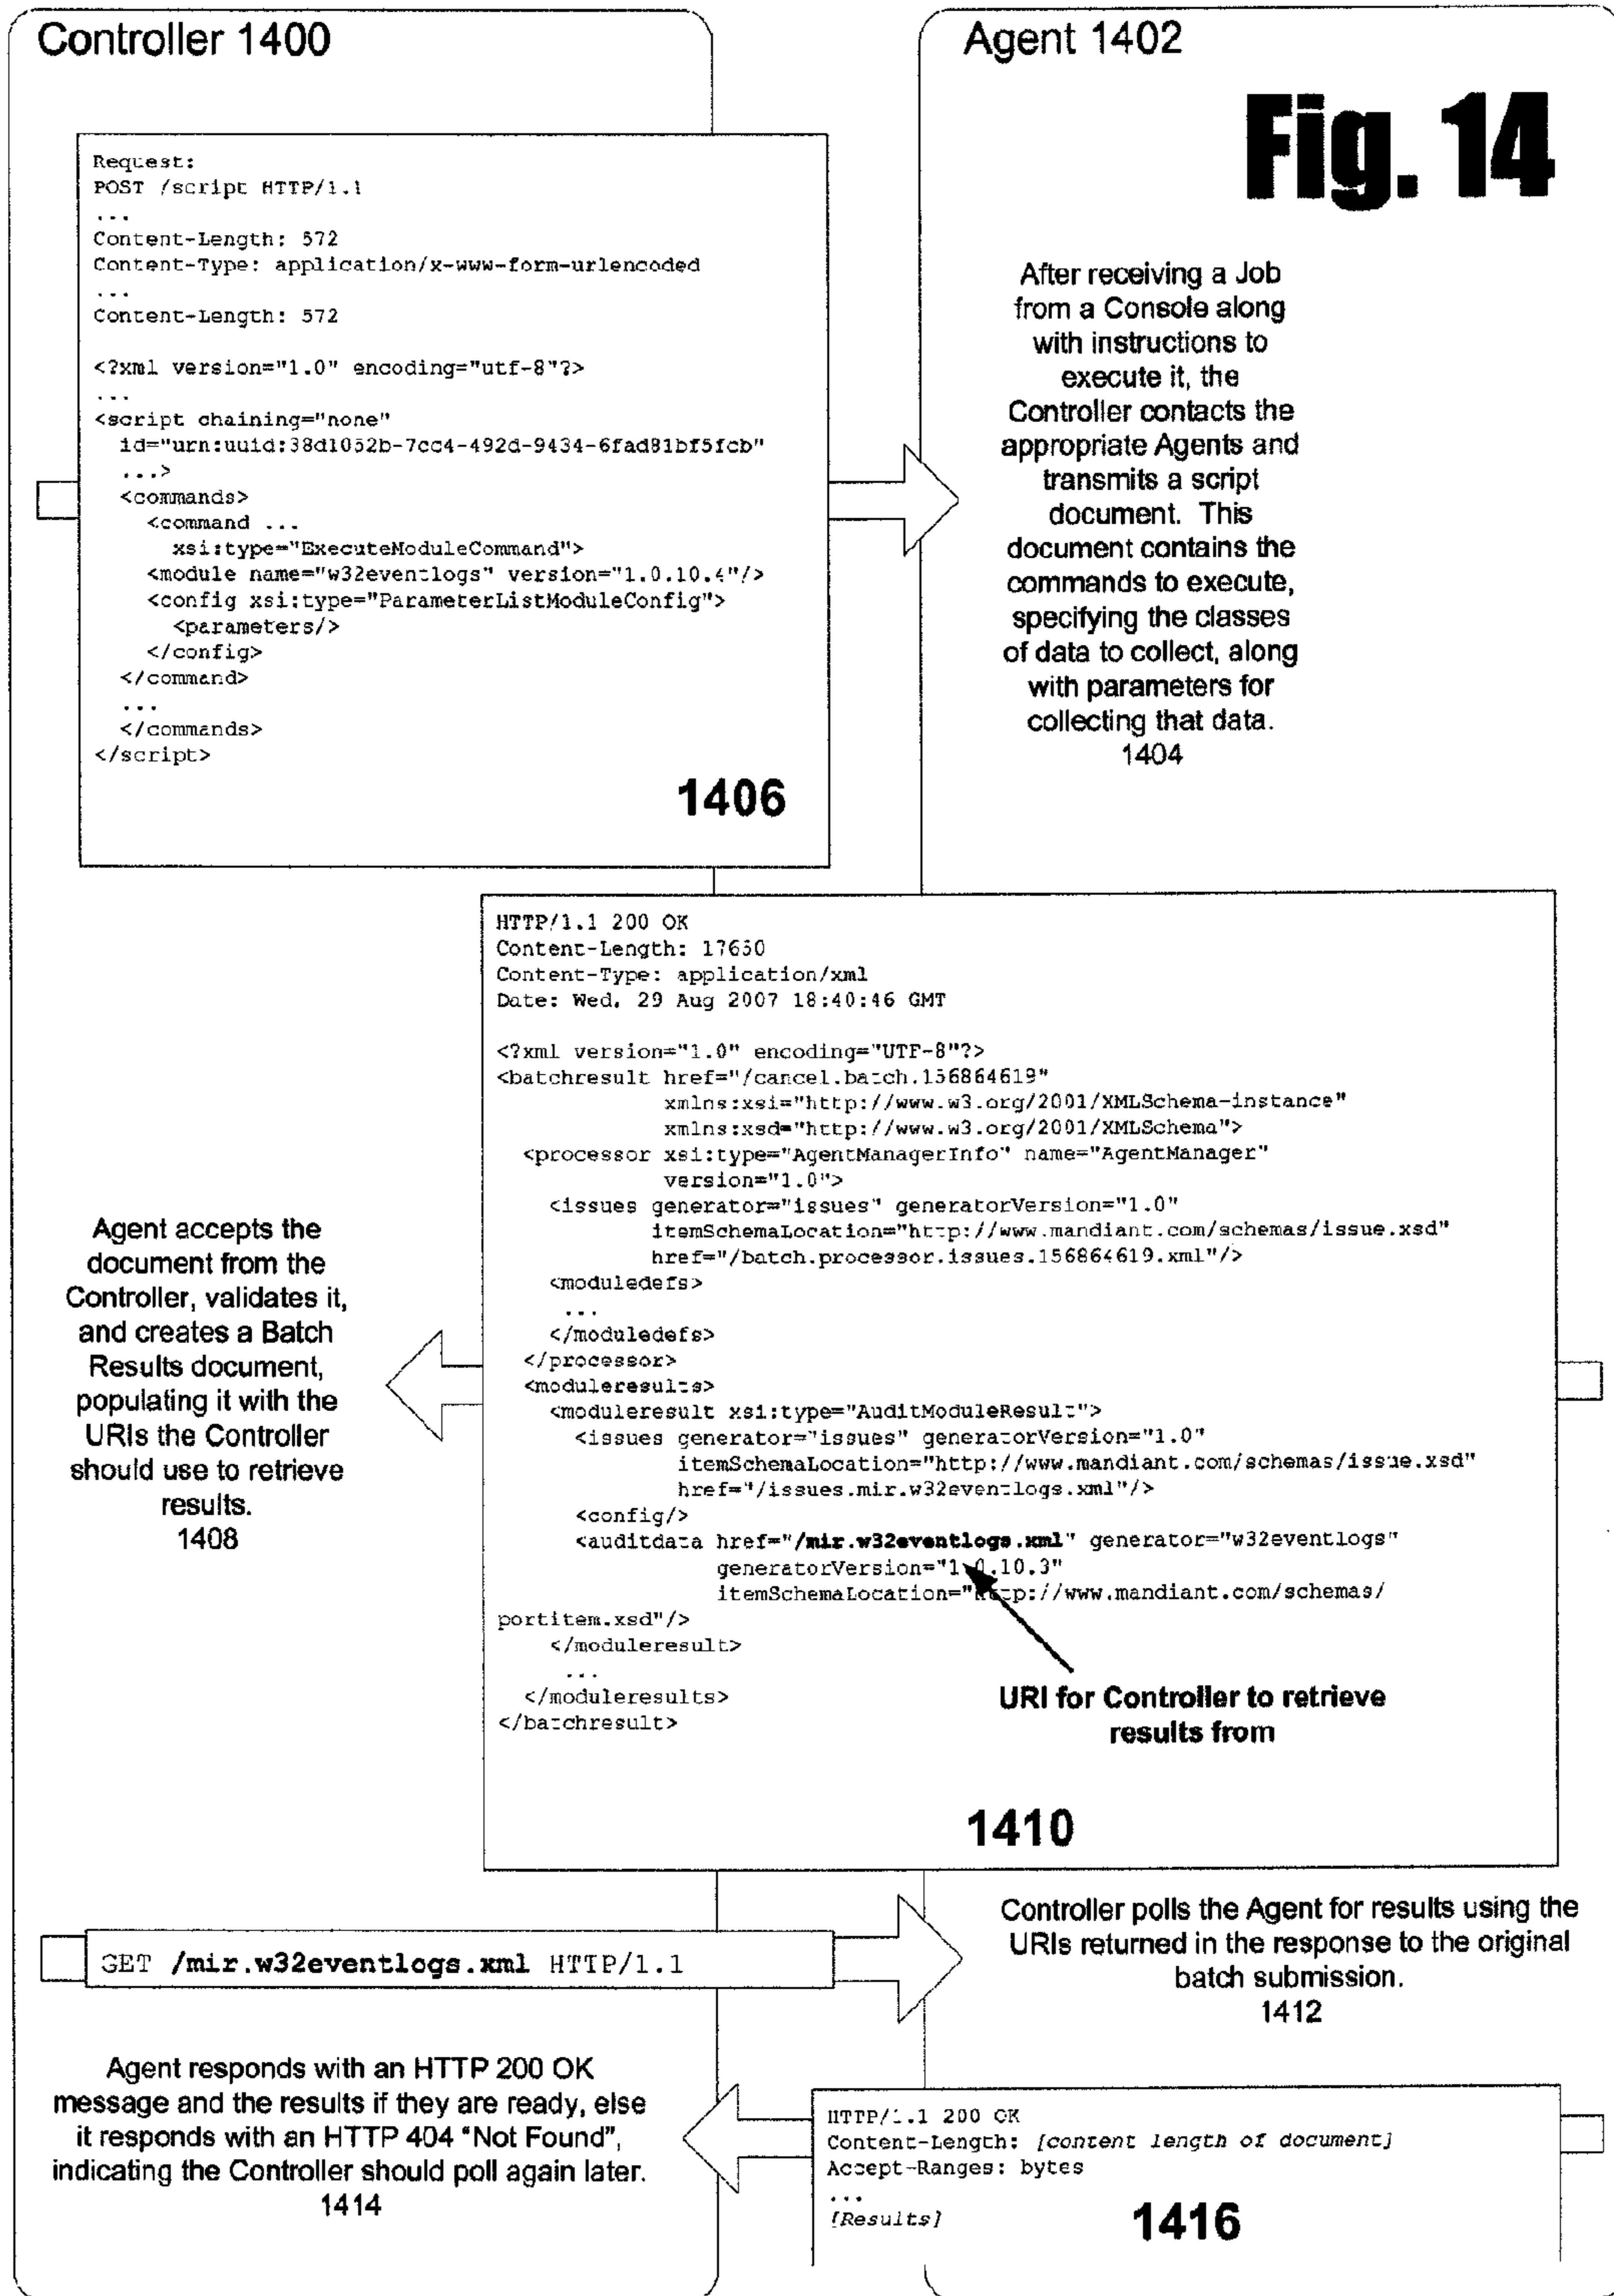 Controller 1400
Agent 1402
Fig. 14
Request:
POST /script HTTP/1.1
...
Content-Length: 572
Content-Type: application/x-www-form-urlencoded
...
Content-Length: 572
<?xml version="1.0" encoding="utf-8"?>
...
<script chaining="none"
id="urn:uuid:38d1052b-7cc4-492d-9434-6fad81bf5fcb"
...>
<commands>
<command ...
xsi:type="ExecuteModuleCommand">
<module name="w32eventlogs" version="1.0.10.4"/>
<config xsi:type="ParameterListModuleConfig">
<parameters/>
</config>
</command>
...
</commands>
</script>
1406
After receiving a Job
from a Console along
with instructions to
execute it, the
Controller contacts the
appropriate Agents and
transmits a script
document. This
document contains the
commands to execute,
specifying the classes
of data to collect, along
with parameters for
collecting that data.
1404
HTTP/1.1 200 OK
Content-Length: 17650
Content-Type: application/xml
Date: Wed, 29 Aug 2007 18:40:46 GMT
<?xml version="1.0" encoding="UTF-8"?>
<batchresult href="/cancel.batch.156864619"
xmlns:xsi="http://www.w3.org/2001/XMLSchema-instance"
xmlns:xsd="http://www.w3.org/2001/XMLSchema">
<processor xsi:type="AgentManagerInfo" name="AgentManager"
version="1.0">
<issues generator="issues" generatorVersion="1.0"
itemSchemaLocation="http://www.mandiant.com/schemas/issue.xsd"
href="/batch.processor.issues.156864619.xml"/>
<moduledefs>
...
</moduledefs>
</processor>
<moduleresults>
<moduleresult xsi:type="AuditModuleResult">
<issues generator="issues" generatorVersion="1.0"
itemSchemaLocation="http://www.mandiant.com/schemas/issue.xsd"
href="/issues.mir.w32eventlogs.xml"/>
<config/>
<auditdata href="/mir.w32eventlogs.xml" generator="w32eventlogs"
generatorVersion="1.0.10.3"
itemSchemaLocation="http://www.mandiant.com/schemas/
portitem.xsd"/>
</moduleresult>
...
</moduleresults>
</batchresult>
URI for Controller to retrieve
results from
1410
Agent accepts the
document from the
Controller, validates it,
and creates a Batch
Results document,
populating it with the
URIs the Controller
should use to retrieve
results.
1408
GET /mir.w32eventlogs.xml HTTP/1.1
Controller polls the Agent for results using the
URIs returned in the response to the original
batch submission.
1412
Agent responds with an HTTP 200 OK
message and the results if they are ready, else
it responds with an HTTP 404 "Not Found",
indicating the Controller should poll again later.
1414
HTTP/1.1 200 OK
Content-Length: [content length of document]
Accept-Ranges: bytes
...
[Results]
1416